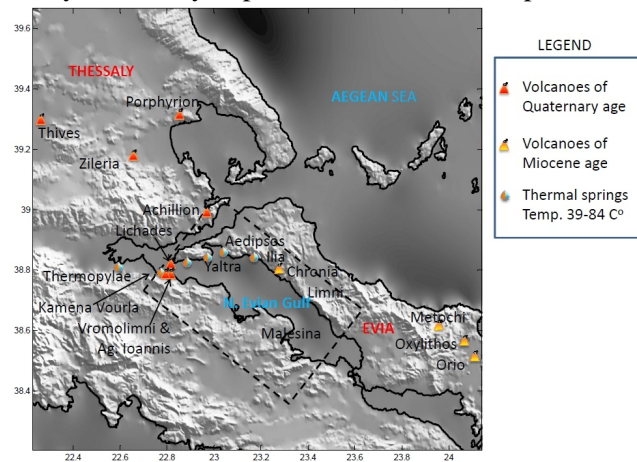 39.6
39.4
39.2
39
38.8
38.6
38.4
22.4
22.6
22.8
23
23.2
23.4
23.6
23.8
24
THESSALY
Porphyrion
AEGEAN SEA
Thives
Zileria
Achillion
Lichades
Aedipsos
Ilia
Yaltra
Thermopylae
Chronia
Kamena Vourla
Limni
N. Evian Gulf
Vromolimni &
Ag. Ioannis
Malesina
EVIA
Metochi
Oxylithos
Orio
LEGEND
Volcanoes of
Quaternary age
Volcanoes of
Miocene age
Thermal springs
Temp. 39-84 Cº